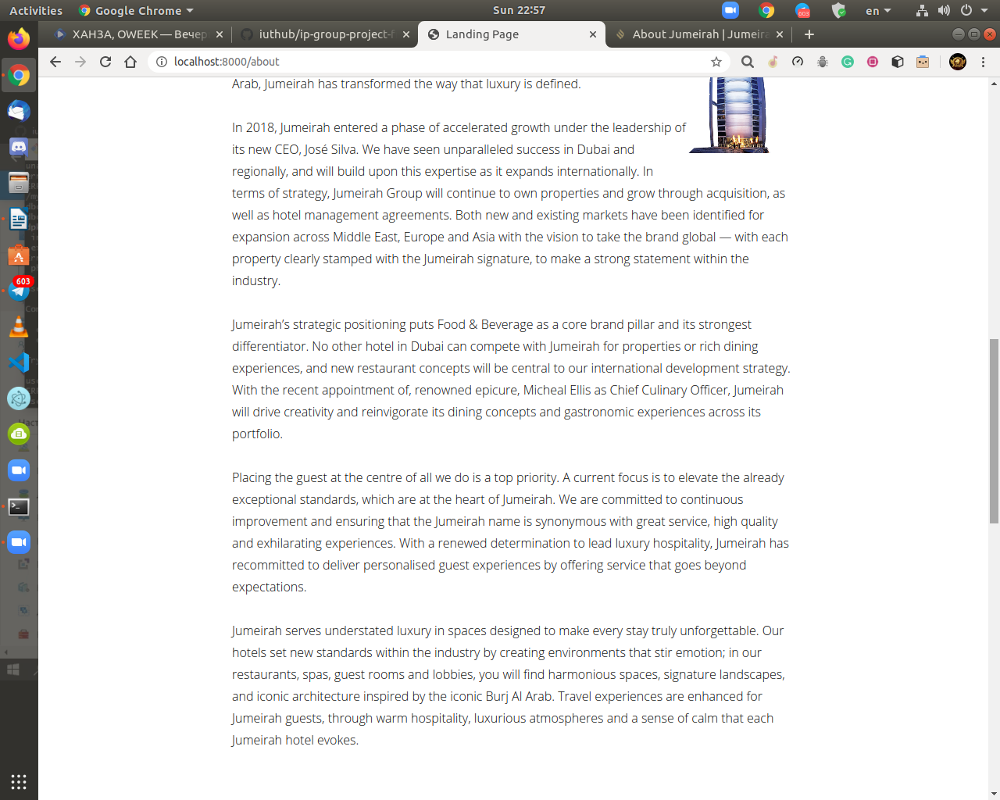 Activities
Google Chrome
Sun 22:57
603
en
ХАНЗА, OWEEK — Вечер
iuthub/ip-group-project-f
Landing Page
About Jumeirah | Jumeira
localhost:8000/about
603
Arab, Jumeirah has transformed the way that luxury is defined.
In 2018, Jumeirah entered a phase of accelerated growth under the leadership of
its new CEO, José Silva. We have seen unparalleled success in Dubai and
regionally, and will build upon this expertise as it expands internationally. In
terms of strategy, Jumeirah Group will continue to own properties and grow through acquisition, as
well as hotel management agreements. Both new and existing markets have been identified for
expansion across Middle East, Europe and Asia with the vision to take the brand global — with each
property clearly stamped with the Jumeirah signature, to make a strong statement within the
industry.
Jumeirah’s strategic positioning puts Food & Beverage as a core brand pillar and its strongest
differentiator. No other hotel in Dubai can compete with Jumeirah for properties or rich dining
experiences, and new restaurant concepts will be central to our international development strategy.
With the recent appointment of, renowned epicure, Micheal Ellis as Chief Culinary Officer, Jumeirah
will drive creativity and reinvigorate its dining concepts and gastronomic experiences across its
portfolio.
Placing the guest at the centre of all we do is a top priority. A current focus is to elevate the already
exceptional standards, which are at the heart of Jumeirah. We are committed to continuous
improvement and ensuring that the Jumeirah name is synonymous with great service, high quality
and exhilarating experiences. With a renewed determination to lead luxury hospitality, Jumeirah has
recommitted to deliver personalised guest experiences by offering service that goes beyond
expectations.
Jumeirah serves understated luxury in spaces designed to make every stay truly unforgettable. Our
hotels set new standards within the industry by creating environments that stir emotion; in our
restaurants, spas, guest rooms and lobbies, you will find harmonious spaces, signature landscapes,
and iconic architecture inspired by the iconic Burj Al Arab. Travel experiences are enhanced for
Jumeirah guests, through warm hospitality, luxurious atmospheres and a sense of calm that each
Jumeirah hotel evokes.